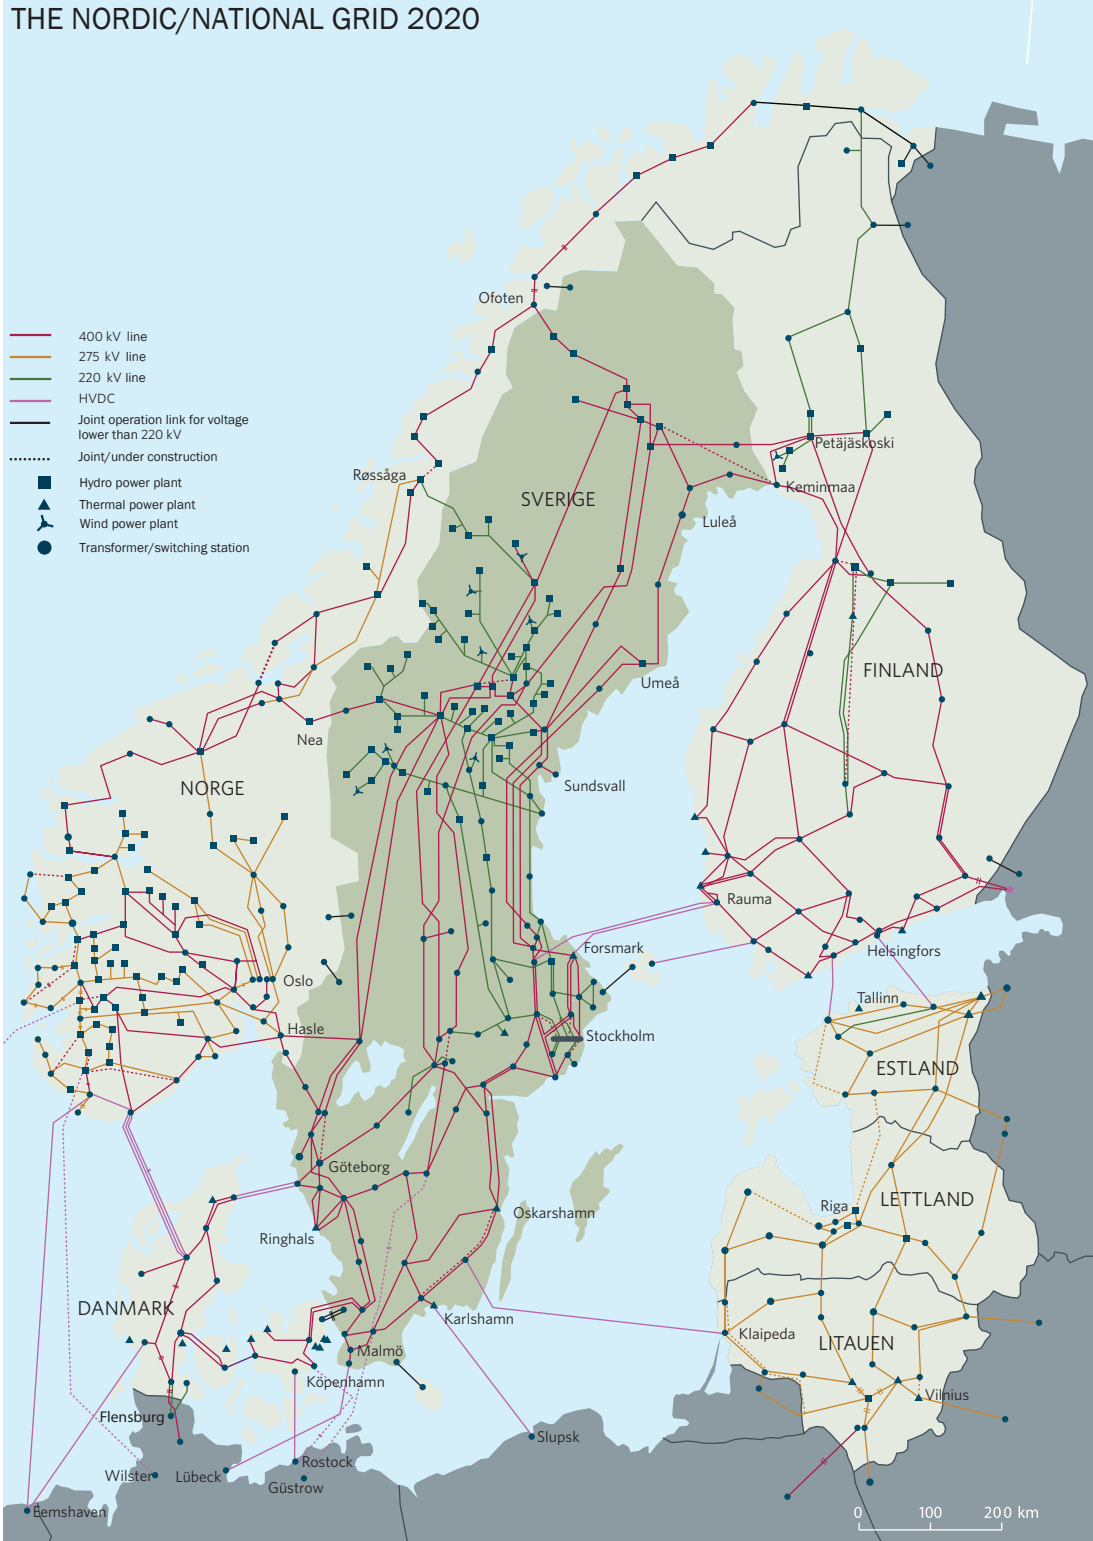 THE NORDIC/NATIONAL GRID 2020
Ofoten
400 kV line
275 kV line
220 kV line
HVDC
Joint operation link for voltage
lower than 220 kV
Joint/under construction
Hydro power plant
Thermal power plant
Wind power plant
Transformer/switching station
Petäjäskoski
Røssåga
Keminmaa
SVERIGE
Luleå
FINLAND
Umeå
Nea
Sundsvall
NORGE
Rauma
Forsmark
Helsingfors
Oslo
Tallinn
Hasle
Stockholm
ESTLAND
Göteborg
LETTLAND
Riga
Oskarshamn
Ringhals
DANMARK
Karlshamn
Klaipeda
LITAUEN
Malmö
Köpenhamn
Vilnius
Flensburg
Slupsk
Rostock
Wilster
Lübeck
Güstrow
Eemshaven
0 100 200 km